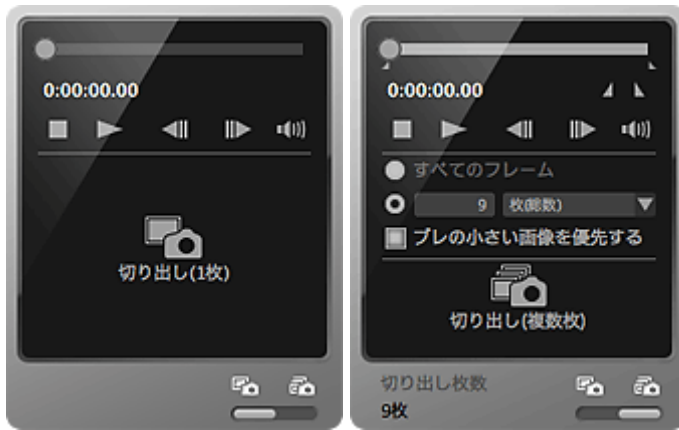 0:00:00.00
切り出し(1枚)
0:00:00.00
すべてのフレーム
9 枚(総数)
ブレの小さい画像を優先する
切り出し(複数枚)
切り出し枚数
9枚